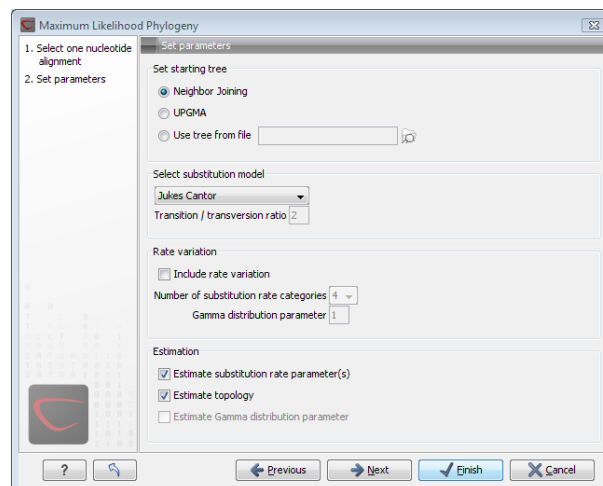 Maximum Likelihood Phylogeny
1. Select one nucleotide
alignment
2. Set parameters
Set parameters
Set starting tree
Neighbor Joining
UPGMA
Use tree from file
Select substitution model
Jukes Cantor
Transition / transversion ratio 2
Rate variation
Include rate variation
Number of substitution rate categories 4
Gamma distribution parameter 1
Estimation
Estimate substitution rate parameter(s)
Estimate topology
Estimate Gamma distribution parameter
? Previous Next Finish Cancel